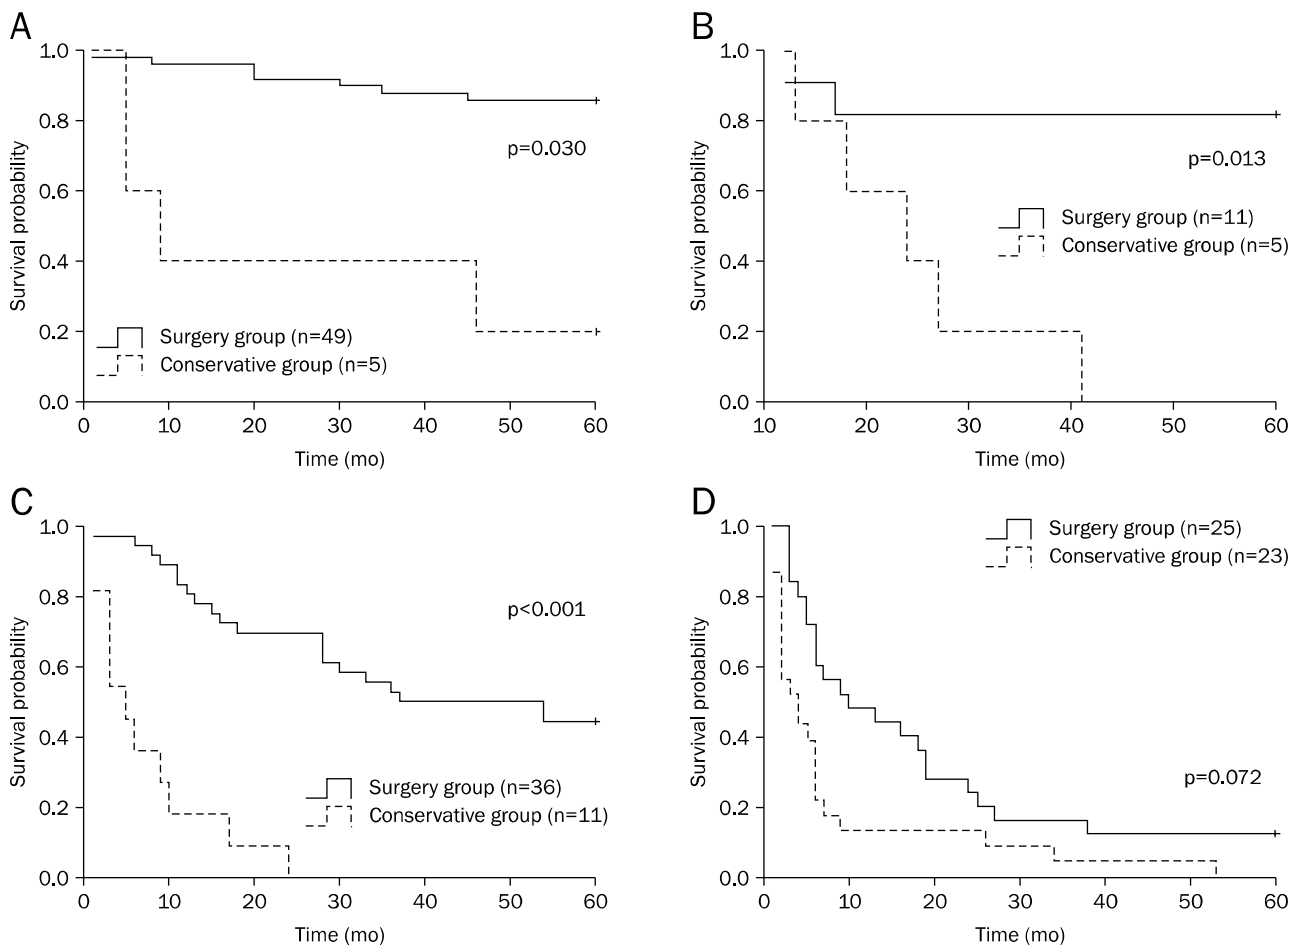 A
1.0
0.8
0.6
0.4
0.2
0.0
Survival probability
p=0.030
Surgery group (n=49)
Conservative group (n=5)
0 10 20 30 40 50 60
Time (mo)
B
1.0
0.8
0.6
0.4
0.2
0.0
Survival probability
p=0.013
Surgery group (n=11)
Conservative group (n=5)
10 20 30 40 50 60
Time (mo)
C
1.0
0.8
0.6
0.4
0.2
0.0
Survival probability
p<0.001
Surgery group (n=36)
Conservative group (n=11)
0 10 20 30 40 50 60
Time (mo)
D
1.0
0.8
0.6
0.4
0.2
0.0
Survival probability
Surgery group (n=25)
Conservative group (n=23)
p=0.072
0 10 20 30 40 50 60
Time (mo)